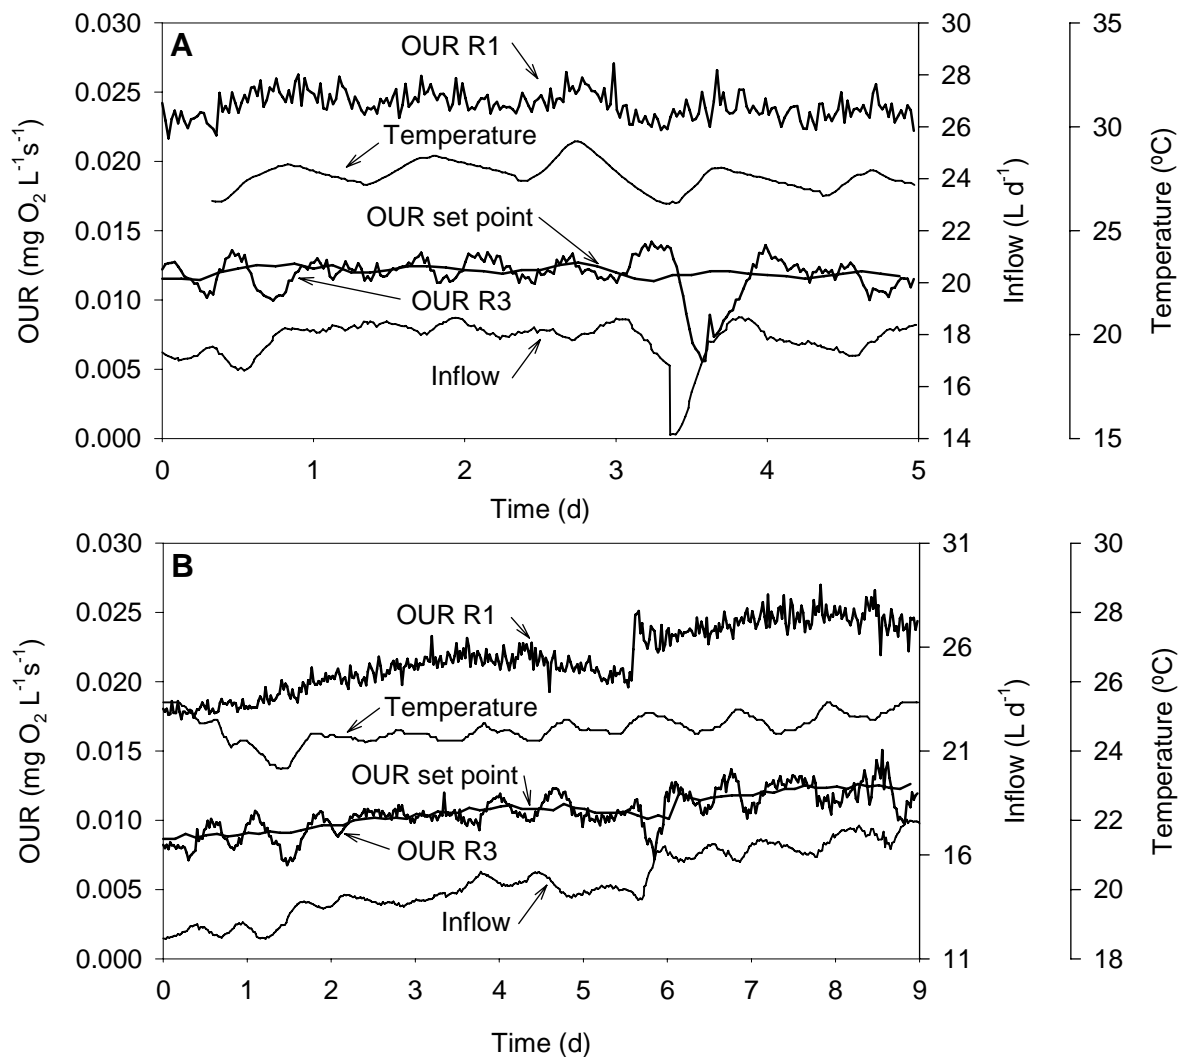 A
OUR (mg O2 L-1s-1)
0.030
0.025
0.020
0.015
0.010
0.005
0.000
OUR R1
Temperature
OUR set point
OUR R3
Inflow
30
28
26
24
22
20
18
16
14
Inflow (L d-1)
35
30
25
20
15
Temperature (ºC)
0 1 2 3 4 5
Time (d)
B
OUR (mg O2 L-1s-1)
0.030
0.025
0.020
0.015
0.010
0.005
0.000
OUR R1
Temperature
OUR set point
OUR R3
Inflow
31
26
21
16
11
Inflow (L d-1)
30
28
26
24
22
20
18
Temperature (ºC)
0 1 2 3 4 5 6 7 8 9
Time (d)